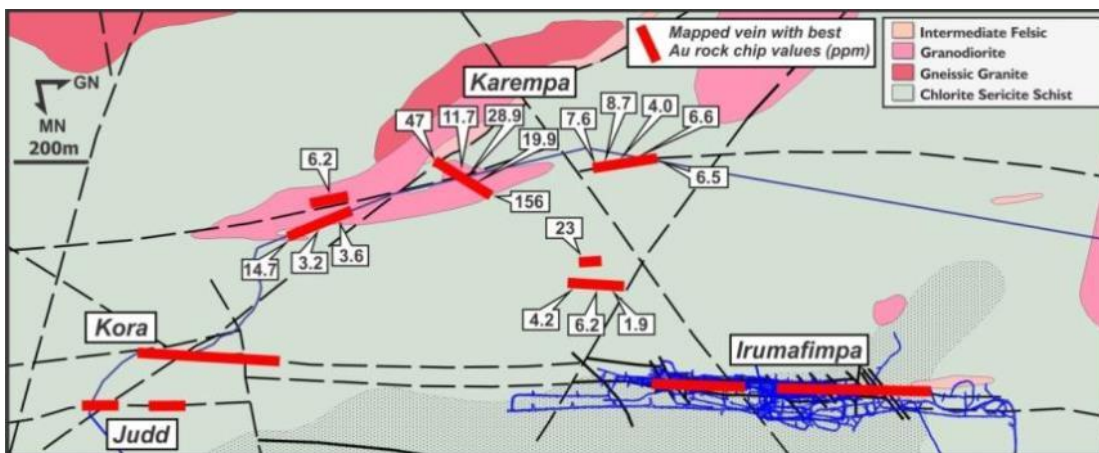 Mapped vein with best
Au rock chip values (ppm)
Intermediate Felsic
Granodiorite
Gneissic Granite
Chlorite Sericite Schist
GN
MN
200m
Karempa
47
11.7
28.9
19.9
156
7.6
8.7
4.0
6.6
6.5
6.2
14.7
3.2
3.6
23
4.2
6.2
1.9
Kora
Judd
Irumafimpa